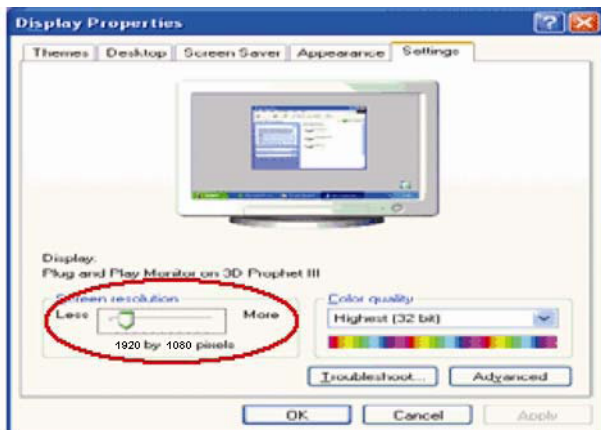 Display Properties
Themes Desktop Screen Saver Appearance Settings
Display:
Plug and Play Monitor on 3D Prophet III
Screen resolution
Less More
1920 by 1080 pixels
Color quality
Highest (32 bit)
Troubleshoot... Advanced
OK Cancel Apply